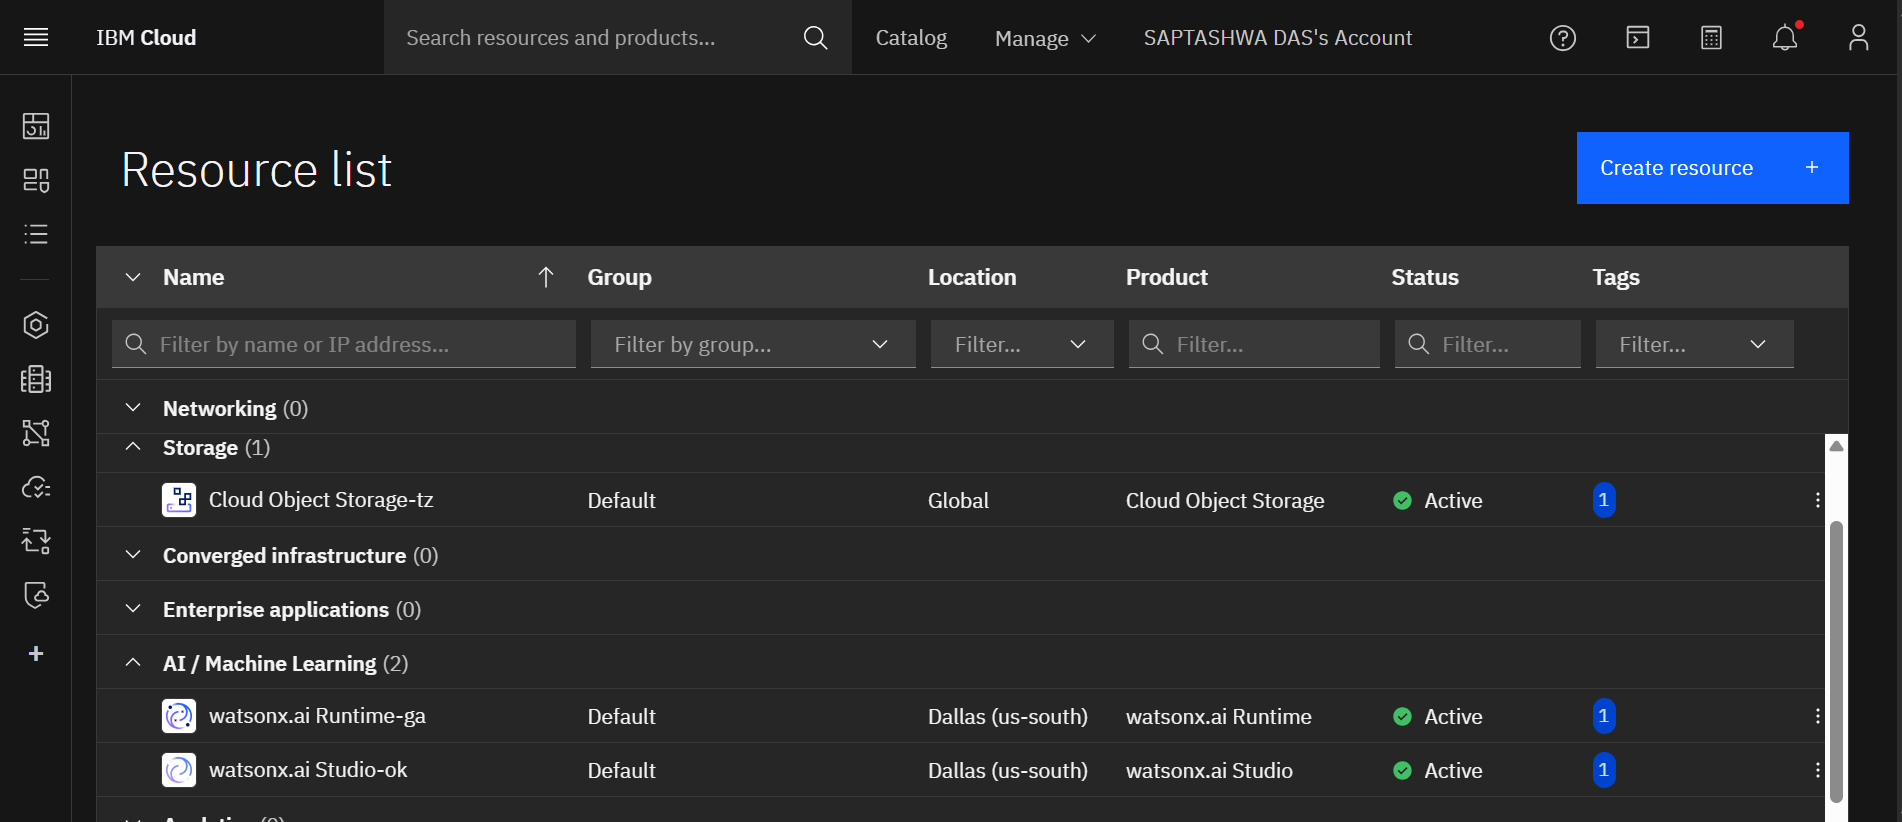 IBM Cloud
Search resources and products...
Catalog
Manage
SAPTASHWA DAS's Account
Resource list
Create resource +
Name Group Location Product Status Tags
Filter by name or IP address... Filter by group... Filter... Filter... Filter... Filter...
Networking (0)
Storage (1)
Cloud Object Storage-tz Default Global Cloud Object Storage Active 1
Converged infrastructure (0)
Enterprise applications (0)
AI / Machine Learning (2)
watsonx.ai Runtime-ga Default Dallas (us-south) watsonx.ai Runtime Active 1
watsonx.ai Studio-ok Default Dallas (us-south) watsonx.ai Studio Active 1